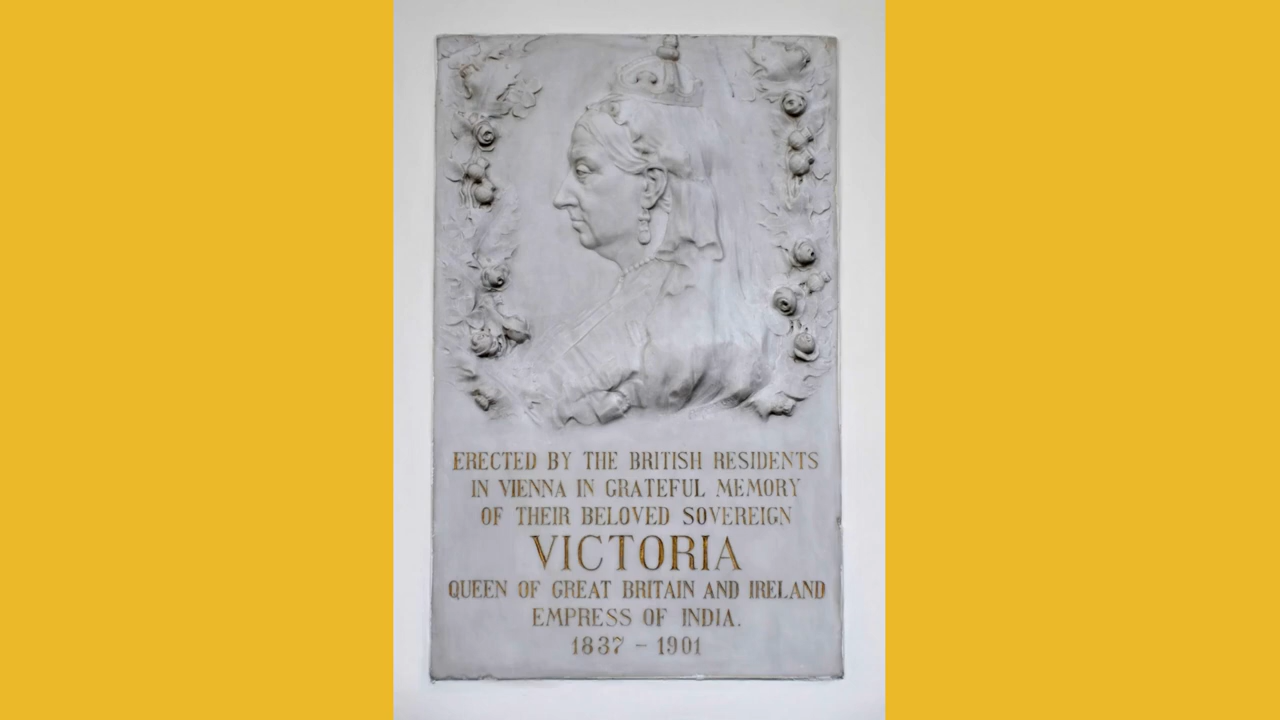 ERECTED BY THE BRITISH RESIDENTS
IN VIENNA IN GRATEFUL MEMORY
OF THEIR BELOVED SOVEREIGN
VICTORIA
QUEEN OF GREAT BRITAIN AND IRELAND
EMPRESS OF INDIA.
1837 – 1901